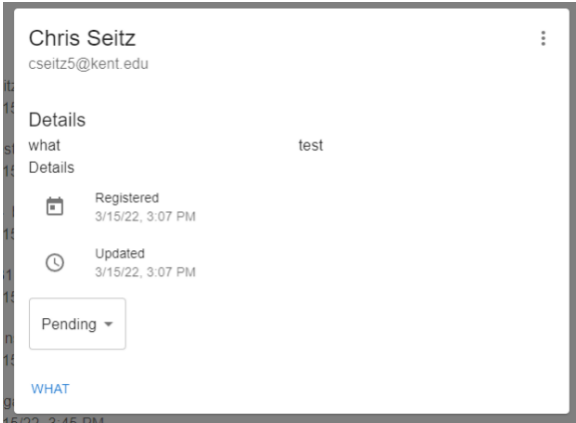 Chris Seitz
cseitz5@kent.edu
Details
what test
Details
Registered
3/15/22, 3:07 PM
Updated
3/15/22, 3:07 PM
Pending
WHAT